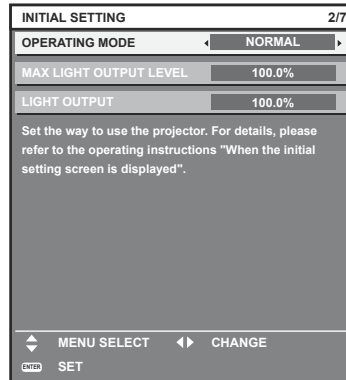 INITIAL SETTING 2/7
OPERATING MODE NORMAL
MAX LIGHT OUTPUT LEVEL 100.0%
LIGHT OUTPUT 100.0%
Set the way to use the projector. For details, please
refer to the operating instructions "When the initial
setting screen is displayed".
MENU SELECT CHANGE
ENTER SET